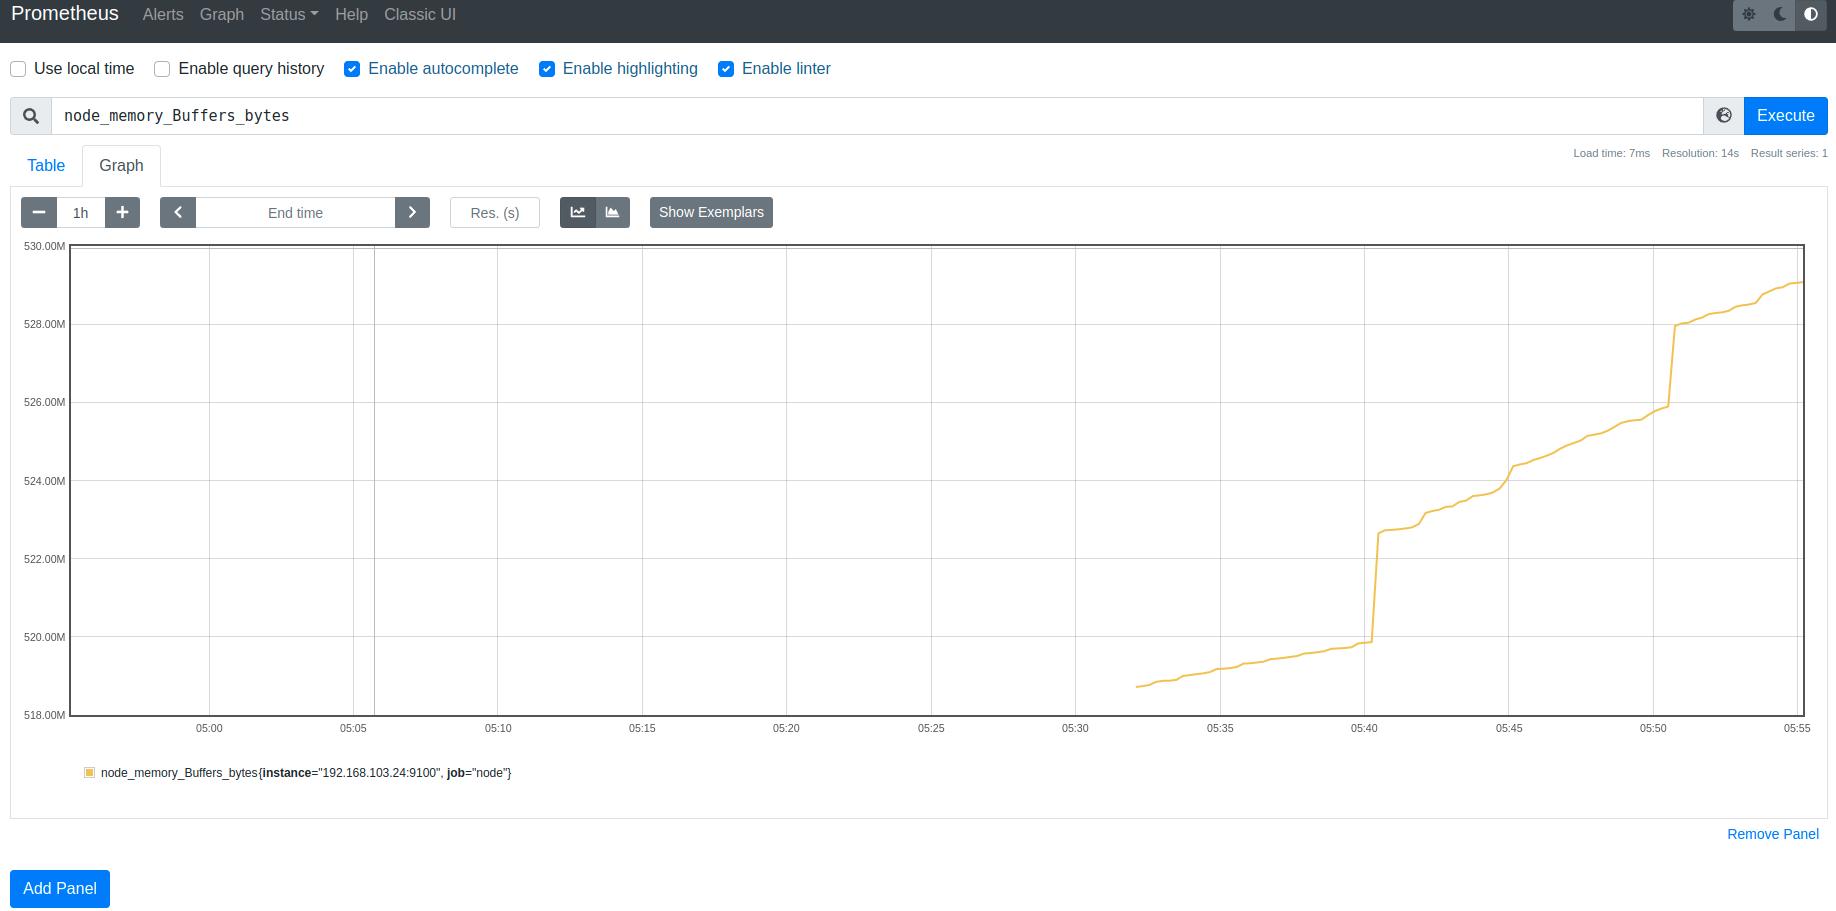 Prometheus Alerts Graph Status Help Classic UI
Use local time Enable query history Enable autocomplete Enable highlighting Enable linter
node_memory_Buffers_bytes Execute
Table Graph Load time: 7ms Resolution: 14s Result series: 1
1h End time Res. (s) Show Exemplars
530.00M
528.00M
526.00M
524.00M
522.00M
520.00M
518.00M
05:00 05:05 05:10 05:15 05:20 05:25 05:30 05:35 05:40 05:45 05:50 05:55
node_memory_Buffers_bytes{instance="192.168.103.24:9100", job="node"}
Remove Panel
Add Panel